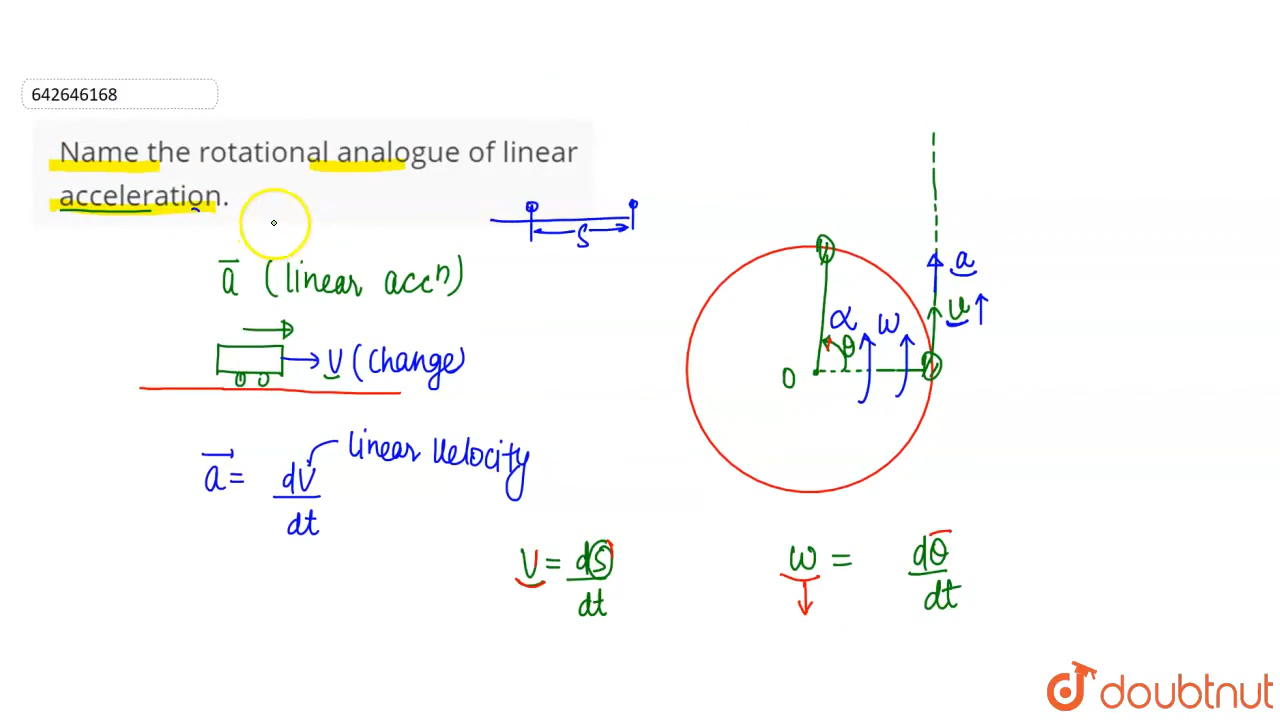 642646168
Name the rotational analogue of linear
acceleration.
S
a (linear accⁿ)
V (change
a = dV/dt
linear velocity
a
v
α
ω
θ
O
V = dS/dt
ω = dθ/dt
doubtnut